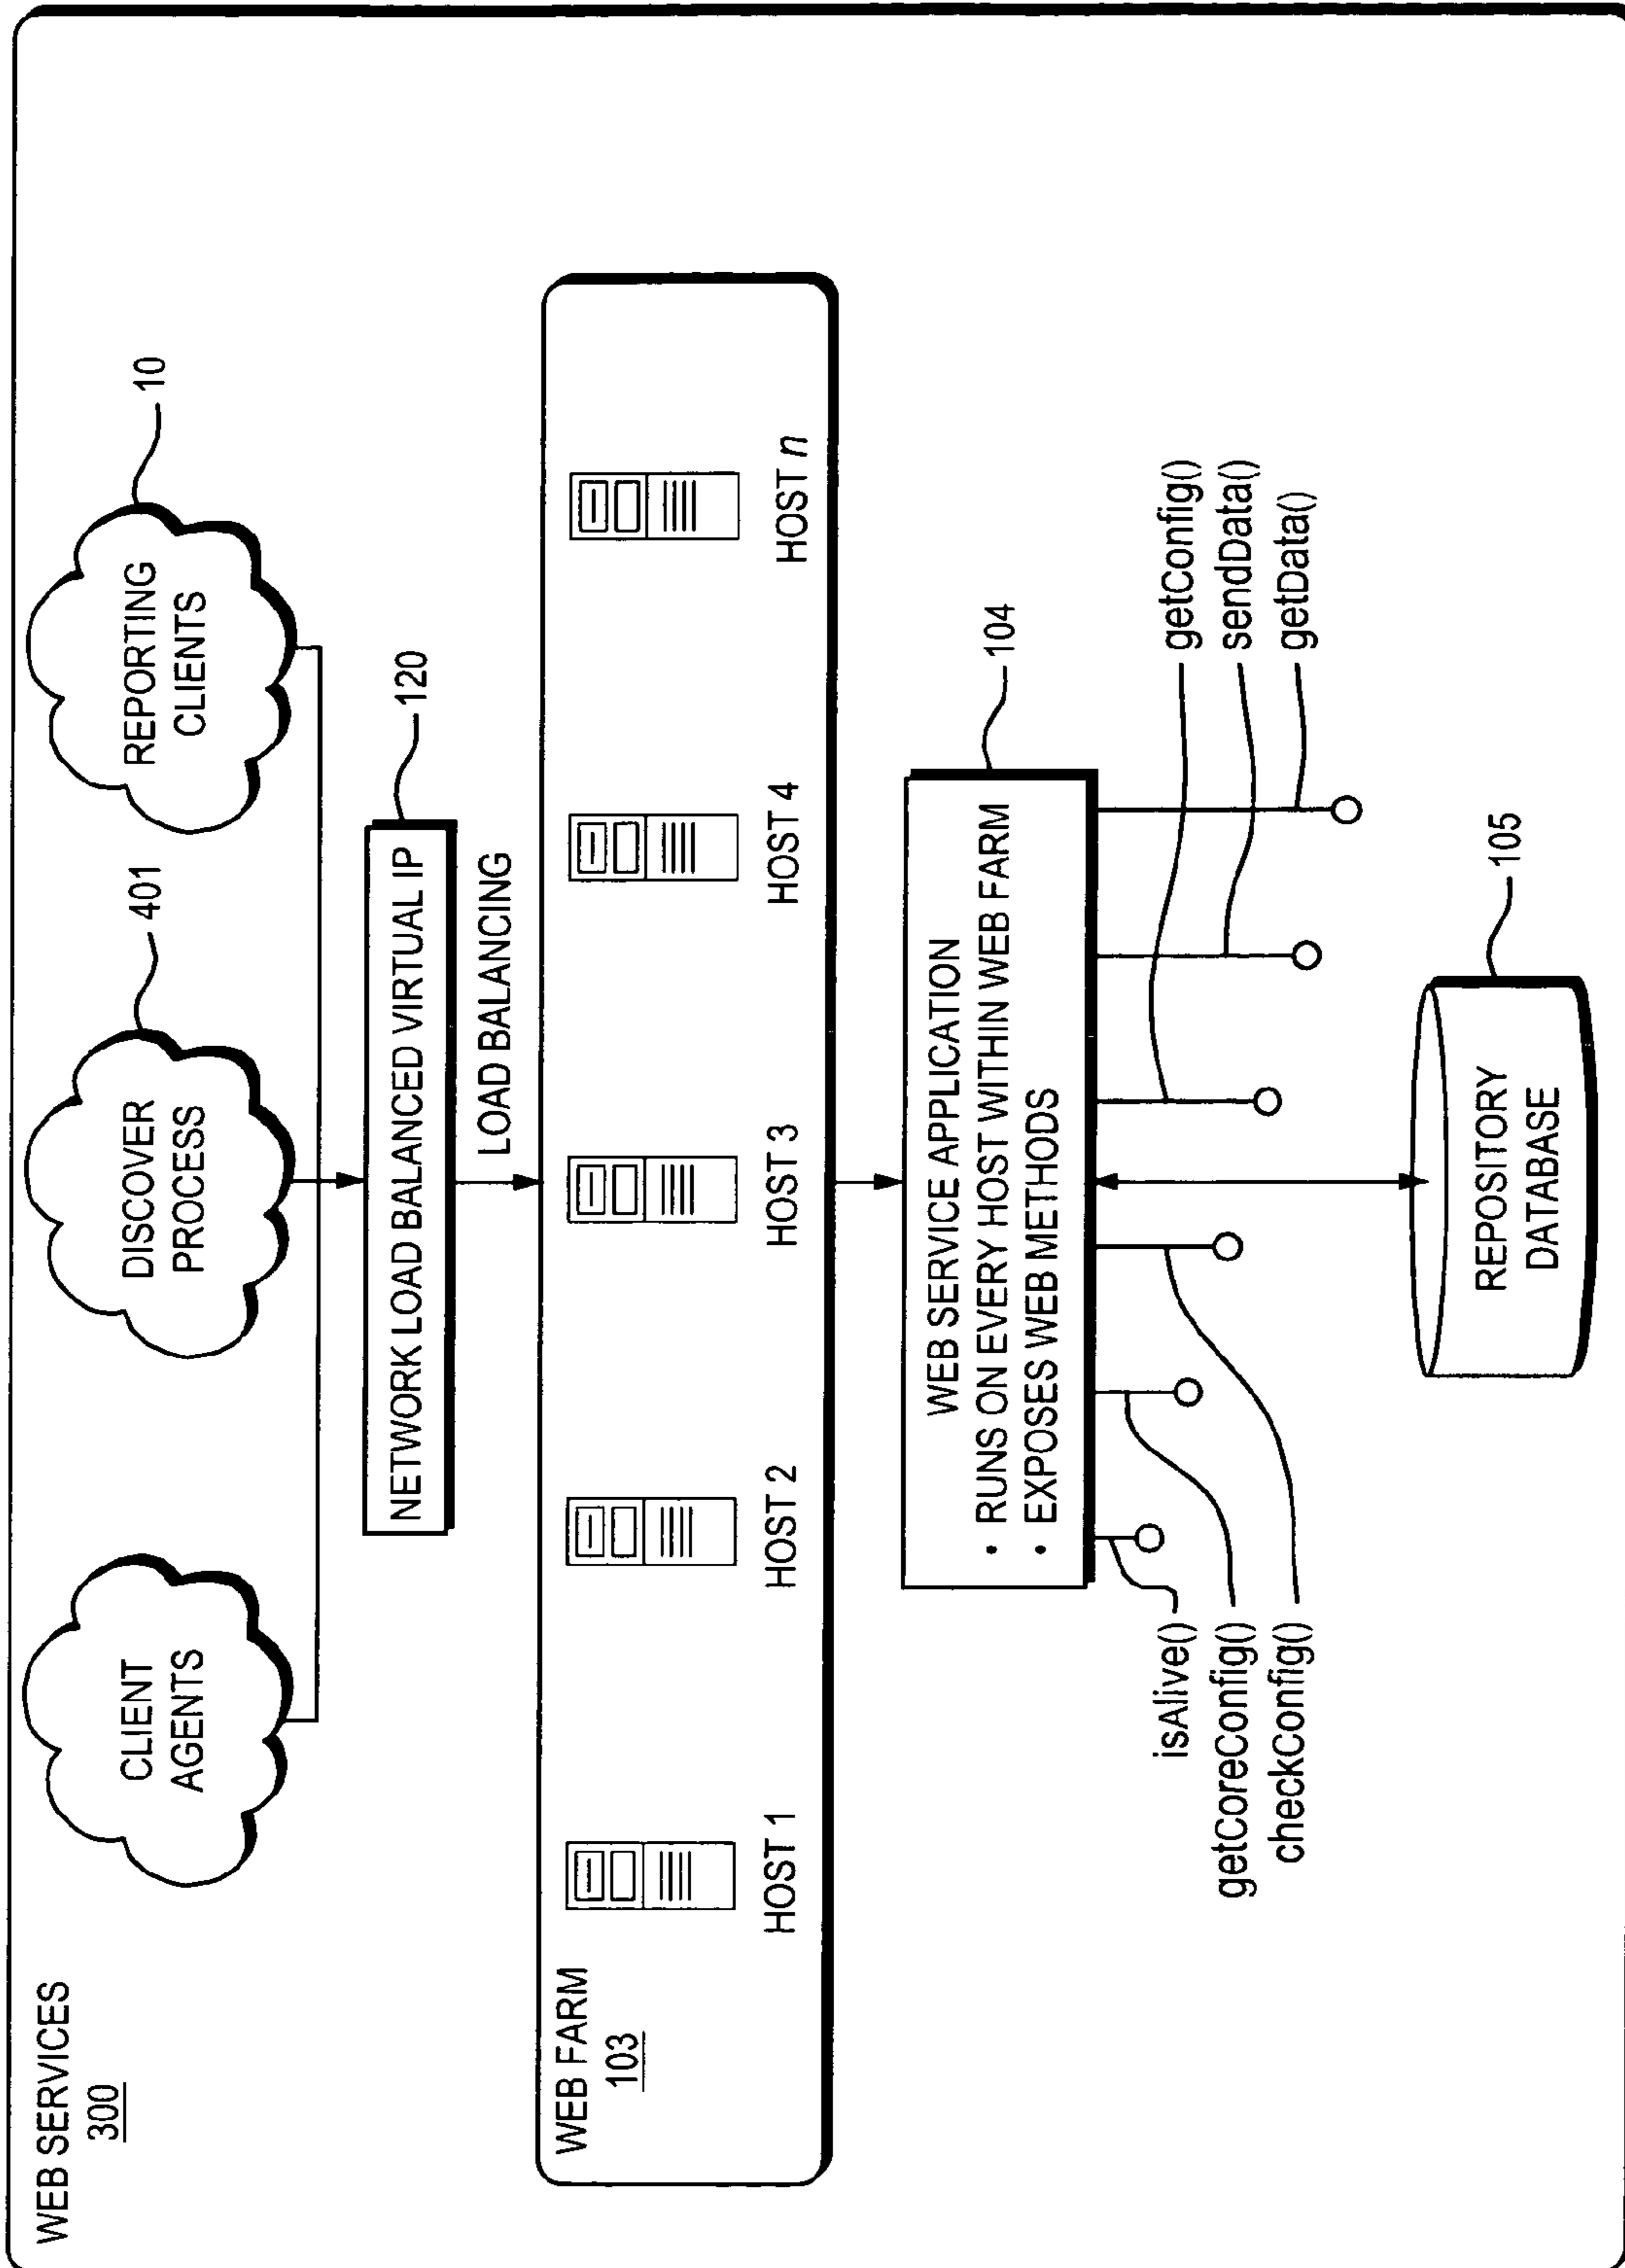 WEB SERVICES
300
CLIENT
AGENTS
DISCOVER
PROCESS
401
REPORTING
CLIENTS
10
NETWORK LOAD BALANCED VIRTUAL IP
120
LOAD BALANCING
WEB FARM
103
HOST 1
HOST 2
HOST 3
HOST 4
HOST n
WEB SERVICE APPLICATION
• RUNS ON EVERY HOST WITHIN WEB FARM
• EXPOSES WEB METHODS
104
isAlive()
getCoreConfig()
checkConfig()
getConfig()
sendData()
getData()
REPOSITORY
DATABASE
105